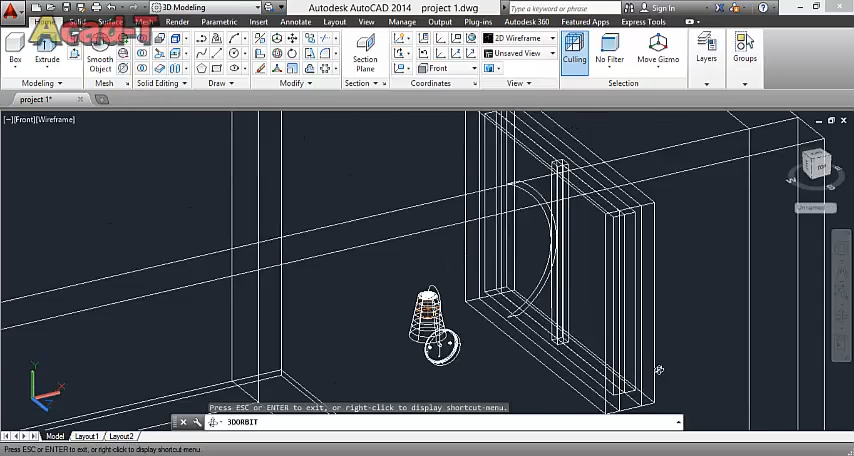 3D Modeling
Autodesk AutoCAD 2014 project 1.dwg
Type a keyword or phrase
Sign In
Acad-T
Home Solid Surface Mesh Render Parametric Insert Annotate Layout View Manage Output Plug-ins Autodesk 360 Featured Apps Express Tools
Box Extrude Smooth Object
Section Plane
Front
2D Wireframe
Unsaved View
Culling No Filter Move Gizmo Layers Groups
Modeling Mesh Solid Editing Draw Modify Section Coordinates View Selection
project 1*
[−][Front][Wireframe]
TOP
W
Unnamed
Y
X
Press ESC or ENTER to exit, or right-click to display shortcut-menu.
3DORBIT
Model Layout1 Layout2
Press ESC or ENTER to exit, or right-click to display shortcut-menu.